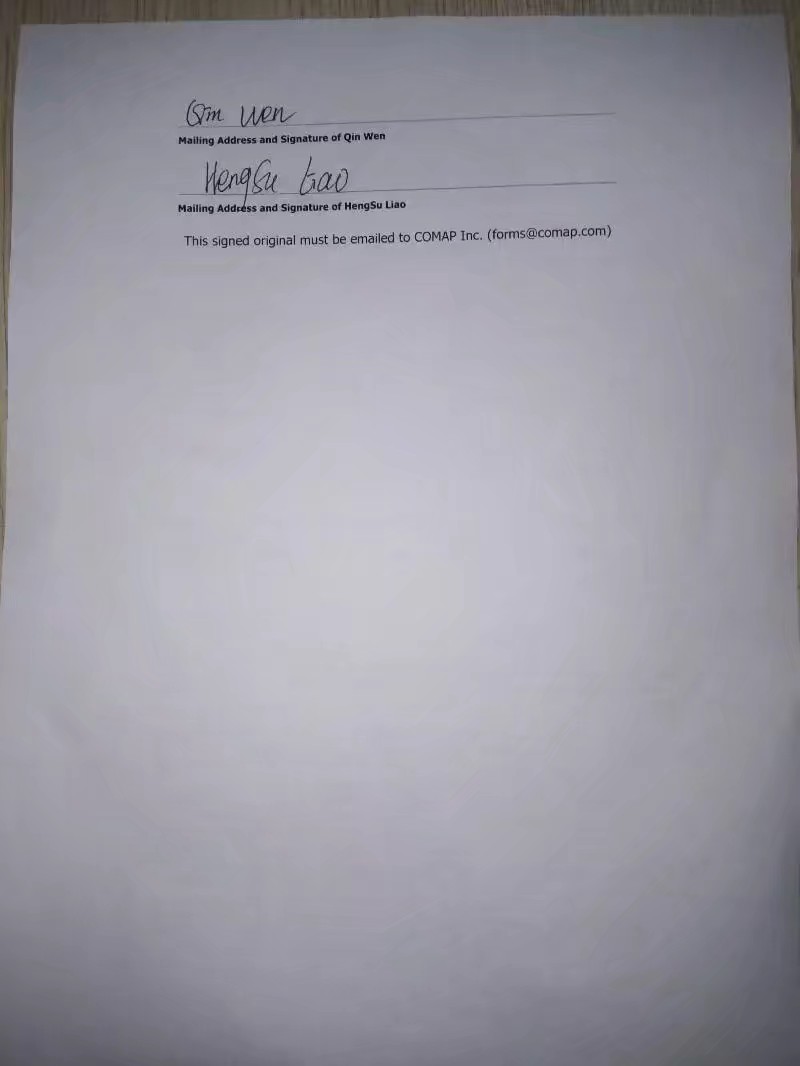 Qin Wen
Mailing Address and Signature of Qin Wen
HengSu Liao
Mailing Address and Signature of HengSu Liao
This signed original must be emailed to COMAP Inc. (forms@comap.com)